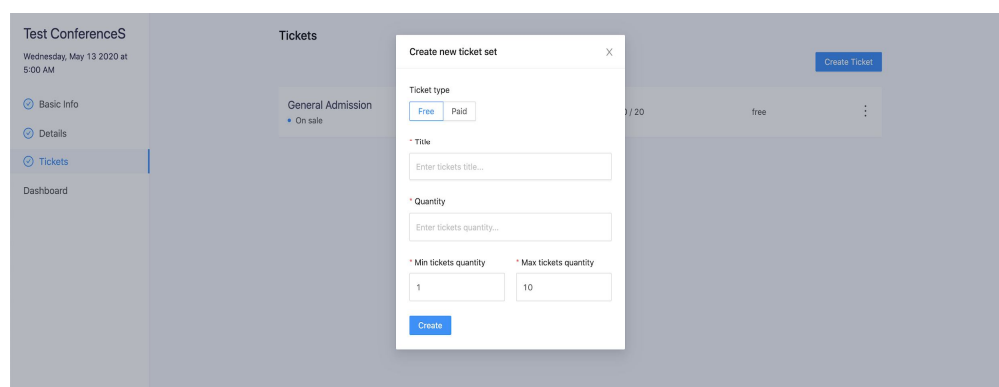 Test ConferenceS
Wednesday, May 13 2020 at
5:00 AM
Basic Info
Details
Tickets
Dashboard
Tickets
Create Ticket
General Admission
On sale
/ 20
free
Create new ticket set
X
Ticket type
Free Paid
* Title
Enter tickets title...
* Quantity
Enter tickets quantity...
* Min tickets quantity * Max tickets quantity
1 10
Create